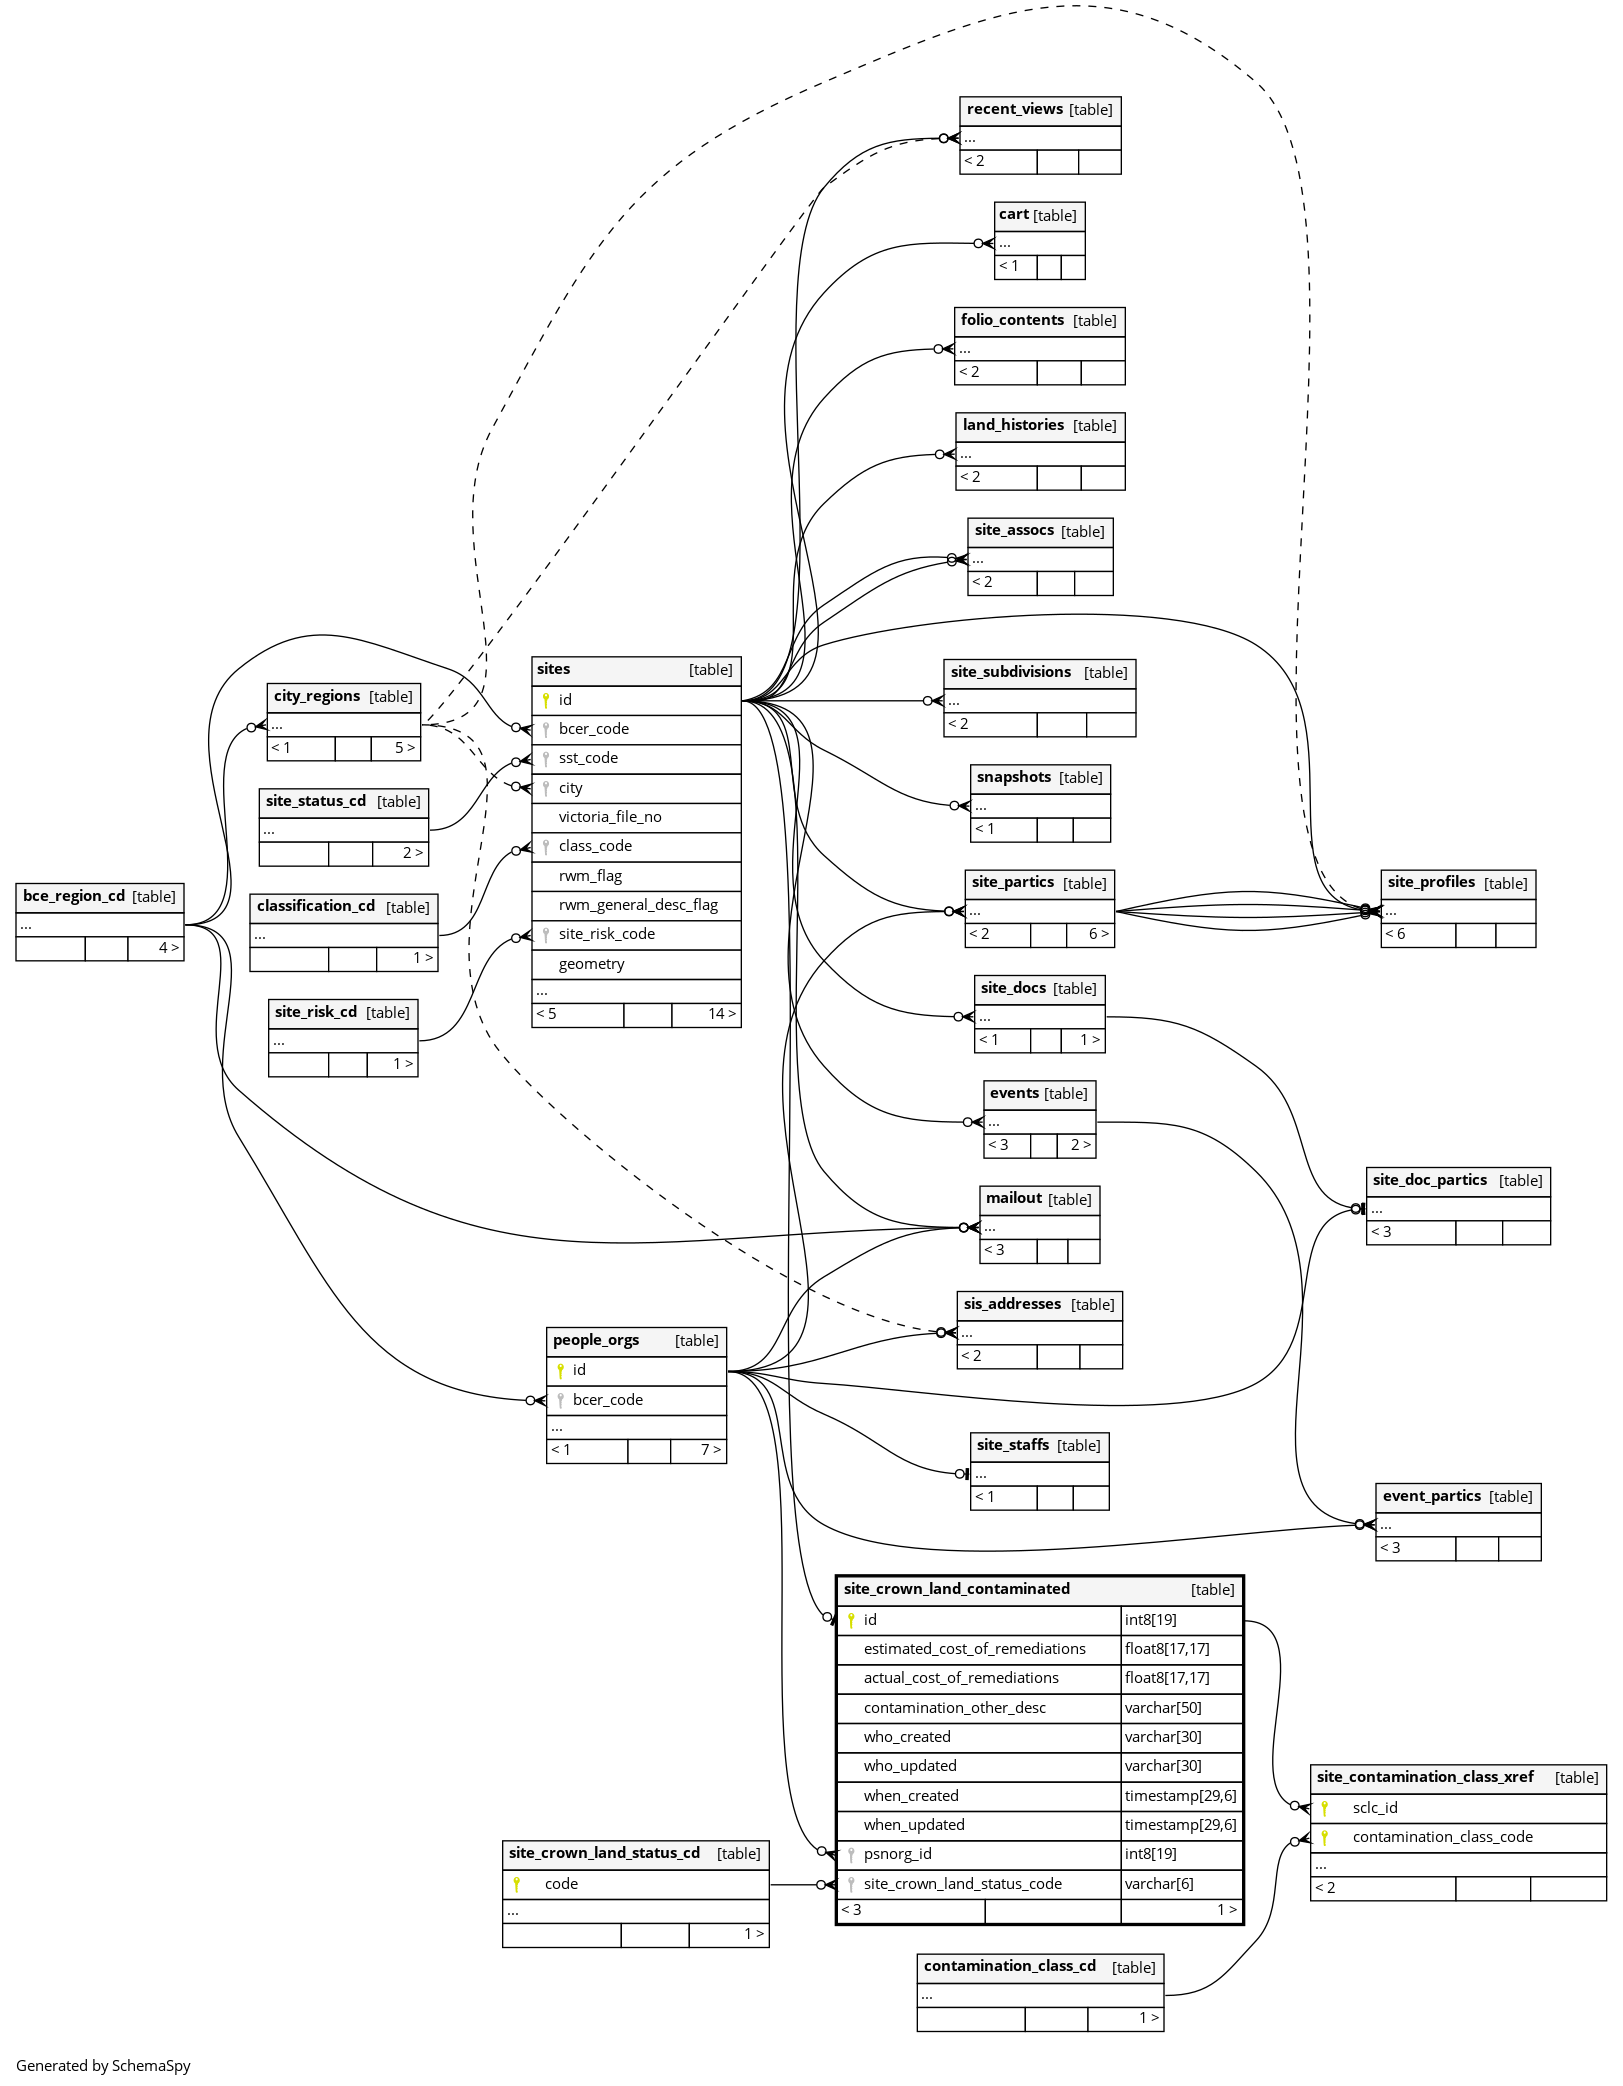 recent_views [table]
...
< 2
cart [table]
...
< 1
folio_contents [table]
...
< 2
land_histories [table]
...
< 2
site_assocs [table]
...
< 2
site_subdivisions [table]
...
< 2
snapshots [table]
...
< 1
site_partics [table]
...
< 2 6 >
site_profiles [table]
...
< 6
site_docs [table]
...
< 1 1 >
events [table]
...
< 3 2 >
mailout [table]
...
< 3
site_doc_partics [table]
...
< 3
sis_addresses [table]
...
< 2
site_staffs [table]
...
< 1
event_partics [table]
...
< 3
sites [table]
id
bcer_code
sst_code
city
victoria_file_no
class_code
rwm_flag
rwm_general_desc_flag
site_risk_code
geometry
...
< 5 14 >
city_regions [table]
...
< 1 5 >
site_status_cd [table]
...
2 >
classification_cd [table]
...
1 >
site_risk_cd [table]
...
1 >
bce_region_cd [table]
...
4 >
people_orgs [table]
id
bcer_code
...
< 1 7 >
site_crown_land_contaminated [table]
id int8[19]
estimated_cost_of_remediations float8[17,17]
actual_cost_of_remediations float8[17,17]
contamination_other_desc varchar[50]
who_created varchar[30]
who_updated varchar[30]
when_created timestamp[29,6]
when_updated timestamp[29,6]
psnorg_id int8[19]
site_crown_land_status_code varchar[6]
< 3 1 >
site_contamination_class_xref [table]
sclc_id
contamination_class_code
...
< 2
site_crown_land_status_cd [table]
code
...
1 >
contamination_class_cd [table]
...
1 >
Generated by SchemaSpy